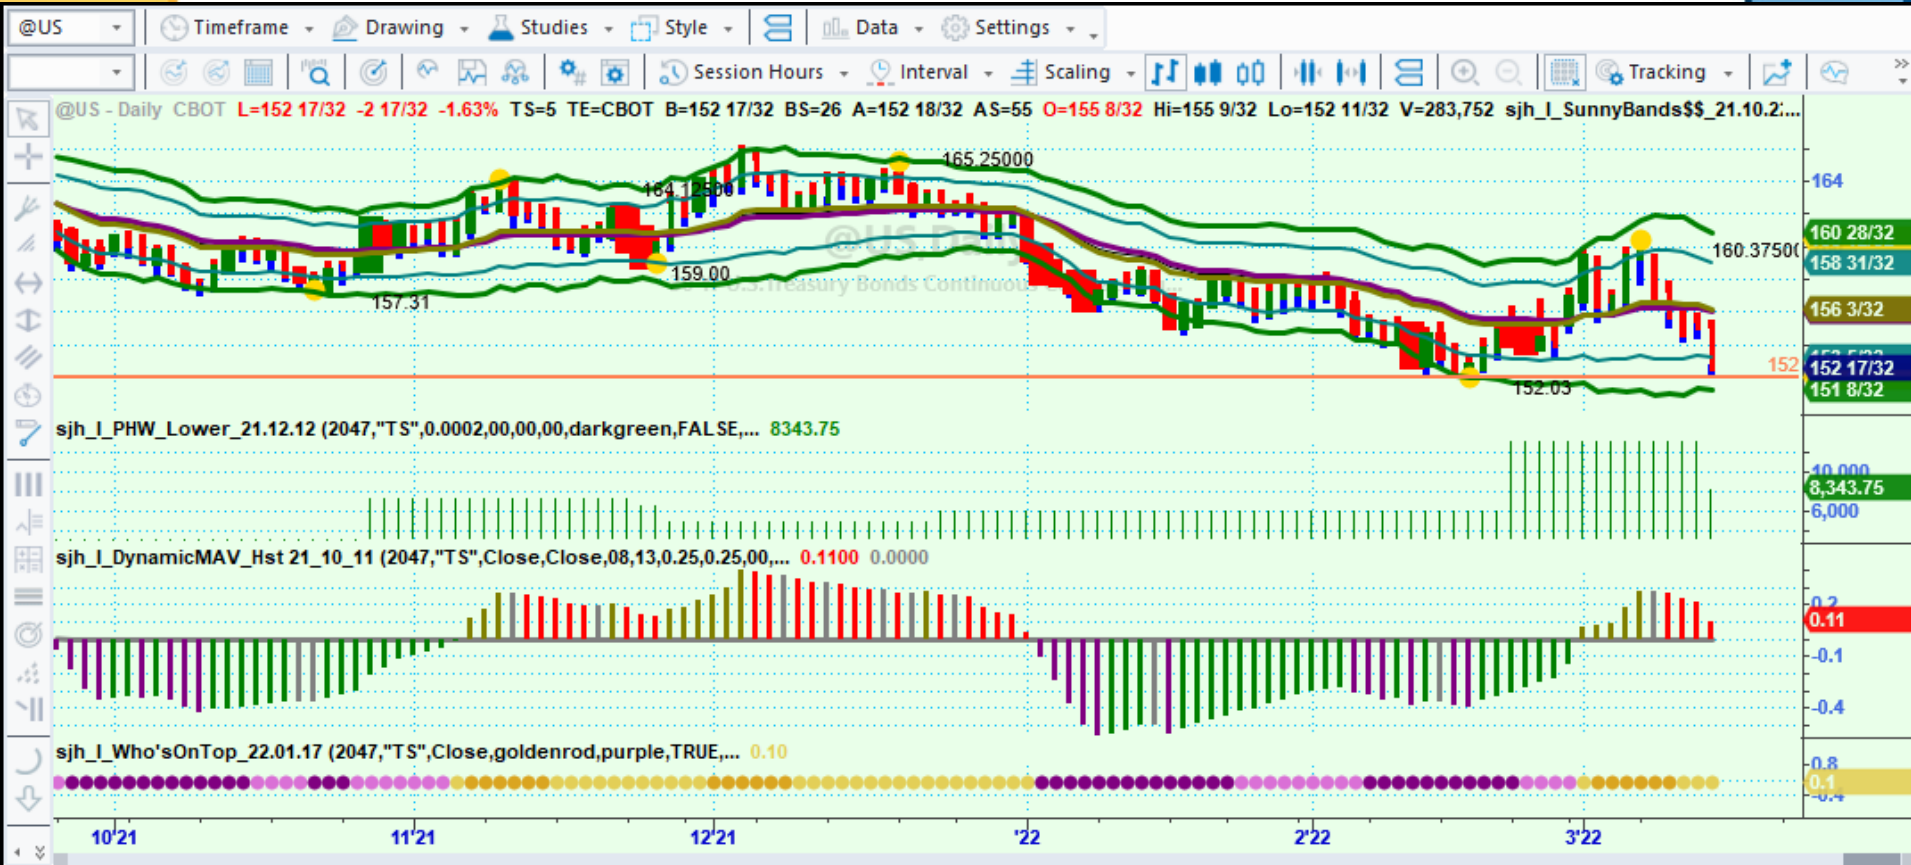 @US Timeframe Drawing Studies Style Data Settings
Session Hours Interval Scaling Tracking
@US - Daily CBOT L=152 17/32 -2 17/32 -1.63% TS=5 TE=CBOT B=152 17/32 BS=26 A=152 18/32 AS=55 O=155 8/32 Hi=155 9/32 Lo=152 11/32 V=283,752 sjh_I_SunnyBands$$_21.10.2:...
165.25000
164
164.12500
@US, Daily
160 28/32
160.37500
158 31/32
159.00
U.S.Treasury Bonds Continuous
157.31
156 3/32
152
152 17/32
152.03
151 8/32
sjh_I_PHW_Lower_21.12.12 (2047,"TS",0.0002,00,00,00,darkgreen,FALSE,... 8343.75
10,000
8,343.75
6,000
sjh_I_DynamicMAV_Hst 21_10_11 (2047,"TS",Close,Close,08,13,0.25,0.25,00,... 0.1100 0.0000
0.2
0.11
-0.1
-0.4
sjh_I_Who'sOnTop_22.01.17 (2047,"TS",Close,goldenrod,purple,TRUE,... 0.10
0.8
0.1
-0.4
10'21 11'21 12'21 '22 2'22 3'22